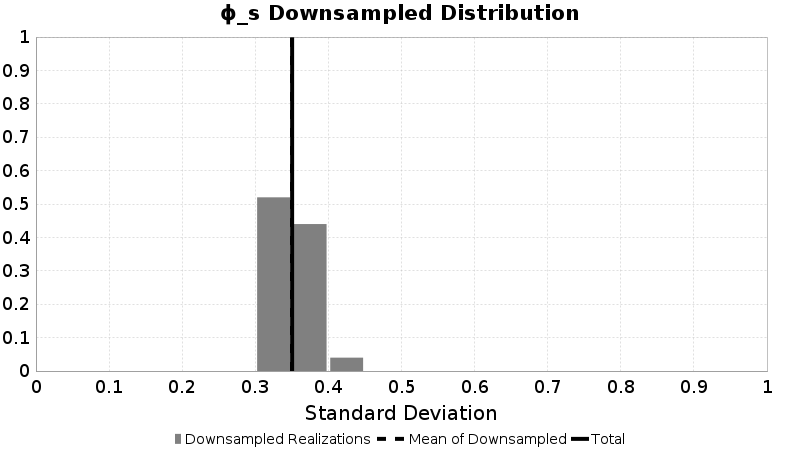 ϕ_s Downsampled Distribution
1
0.9
0.8
0.7
0.6
0.5
0.4
0.3
0.2
0.1
0
0 0.1 0.2 0.3 0.4 0.5 0.6 0.7 0.8 0.9 1
Standard Deviation
Downsampled Realizations Mean of Downsampled Total